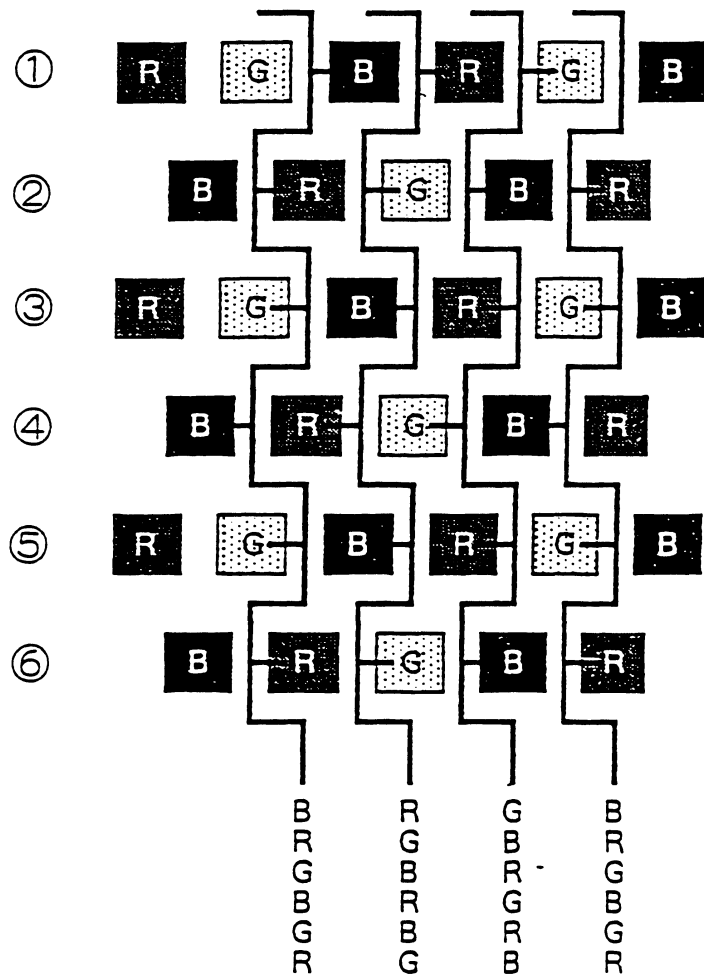 ① R G B R G B
② B R G B R
③ R G B R G B
④ B R G B R
⑤ R G B R G B
⑥ B R G B R
B R G B
R G B R
G B R G
B R G B
G B R G
R G B R